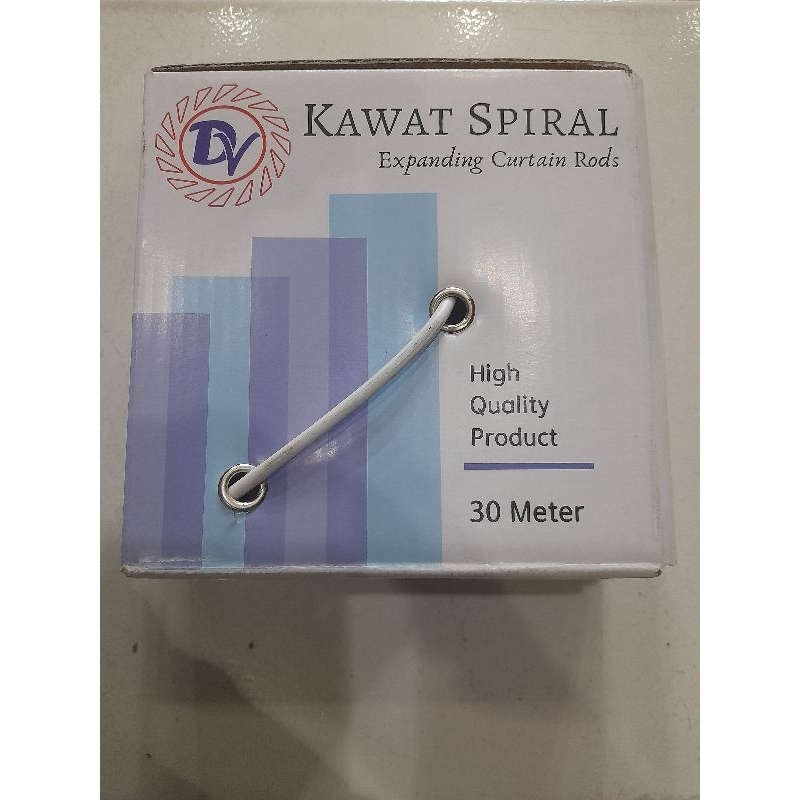 DV
KAWAT SPIRAL
Expanding Curtain Rods
High
Quality
Product
30 Meter